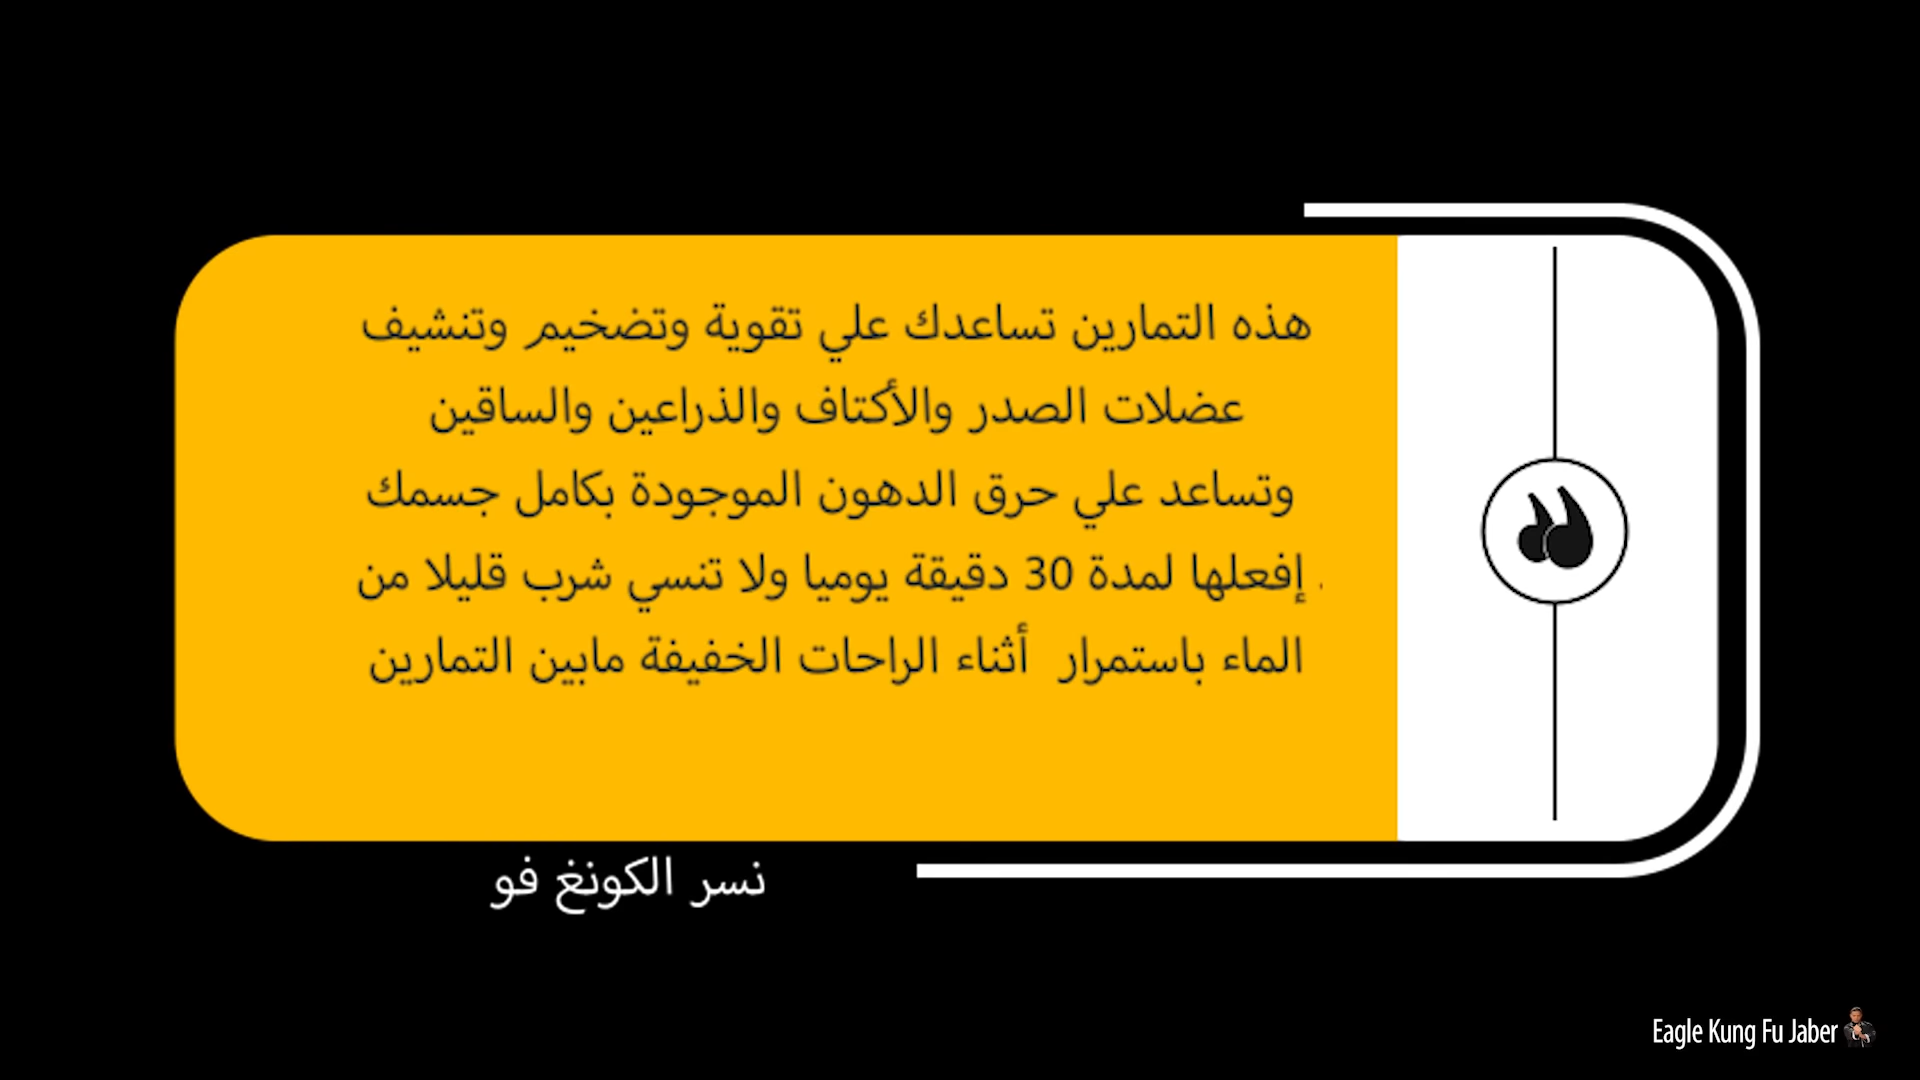 هذه التمارين تساعدك علي تقوية وتضخيم وتنشيف
عضلات الصدر والأكتاف والذراعين والساقين
وتساعد علي حرق الدهون الموجودة بكامل جسمك
. إفعلها لمدة 30 دقيقة يوميا ولا تنسي شرب قليلا من
الماء باستمرار  أثناء الراحات الخفيفة مابين التمارين
نسر الكونغ فو
Eagle Kung Fu Jaber